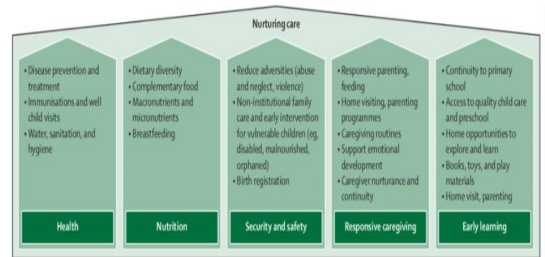 Nurturing care
• Disease prevention and
treatment
• Immunisations and well
child visits
• Water, sanitation, and
hygiene
Health
• Dietary diversity
• Complementary food
• Macronutrients and
micronutrients
• Breastfeeding
Nutrition
• Reduce adversities (abuse
and neglect, violence)
• Non-institutional family
care and early intervention
for vulnerable children (eg,
disabled, malnourished,
orphaned)
• Birth registration
Security and safety
• Responsive parenting,
feeding
• Home visiting, parenting
programmes
• Caregiving routines
• Support emotional
development
• Caregiver nurturance and
continuity
Responsive caregiving
• Continuity to primary
school
• Access to quality child care
and preschool
• Home opportunities to
explore and learn
• Books, toys, and play
materials
• Home visit, parenting
Early learning